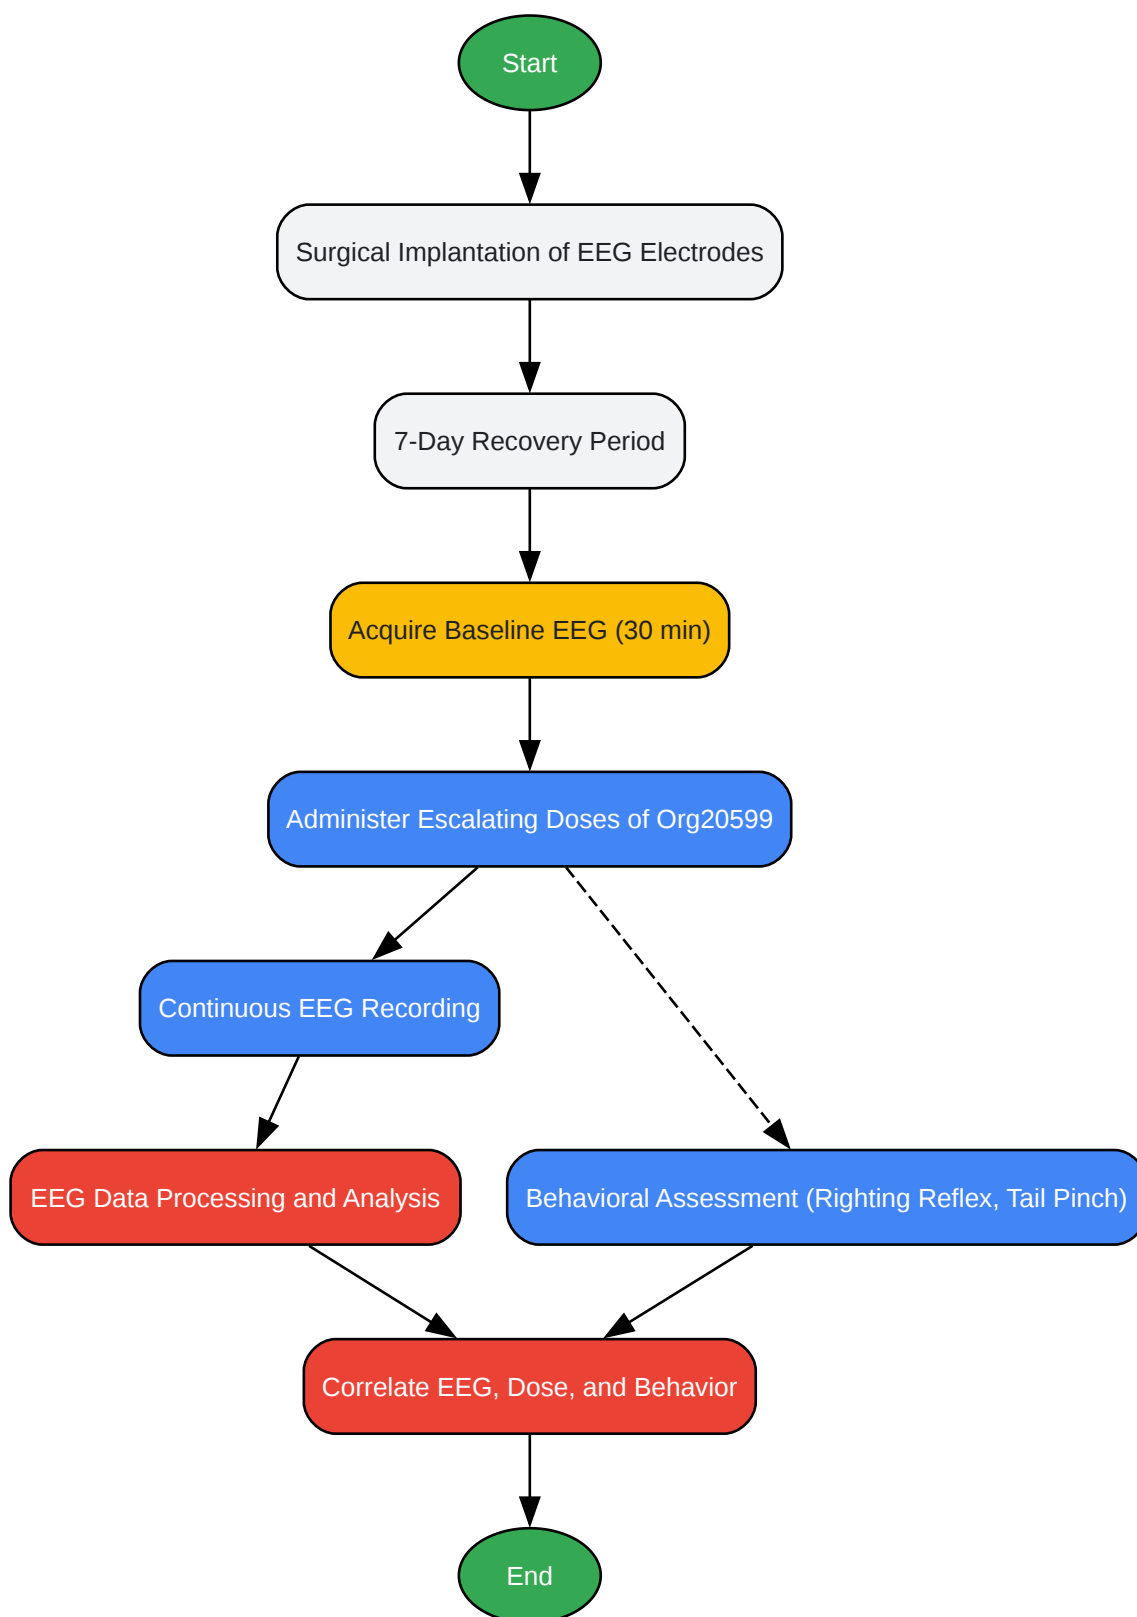 Start
Surgical Implantation of EEG Electrodes
7-Day Recovery Period
Acquire Baseline EEG (30 min)
Administer Escalating Doses of Org20599
Continuous EEG Recording
EEG Data Processing and Analysis
Behavioral Assessment (Righting Reflex, Tail Pinch)
Correlate EEG, Dose, and Behavior
End